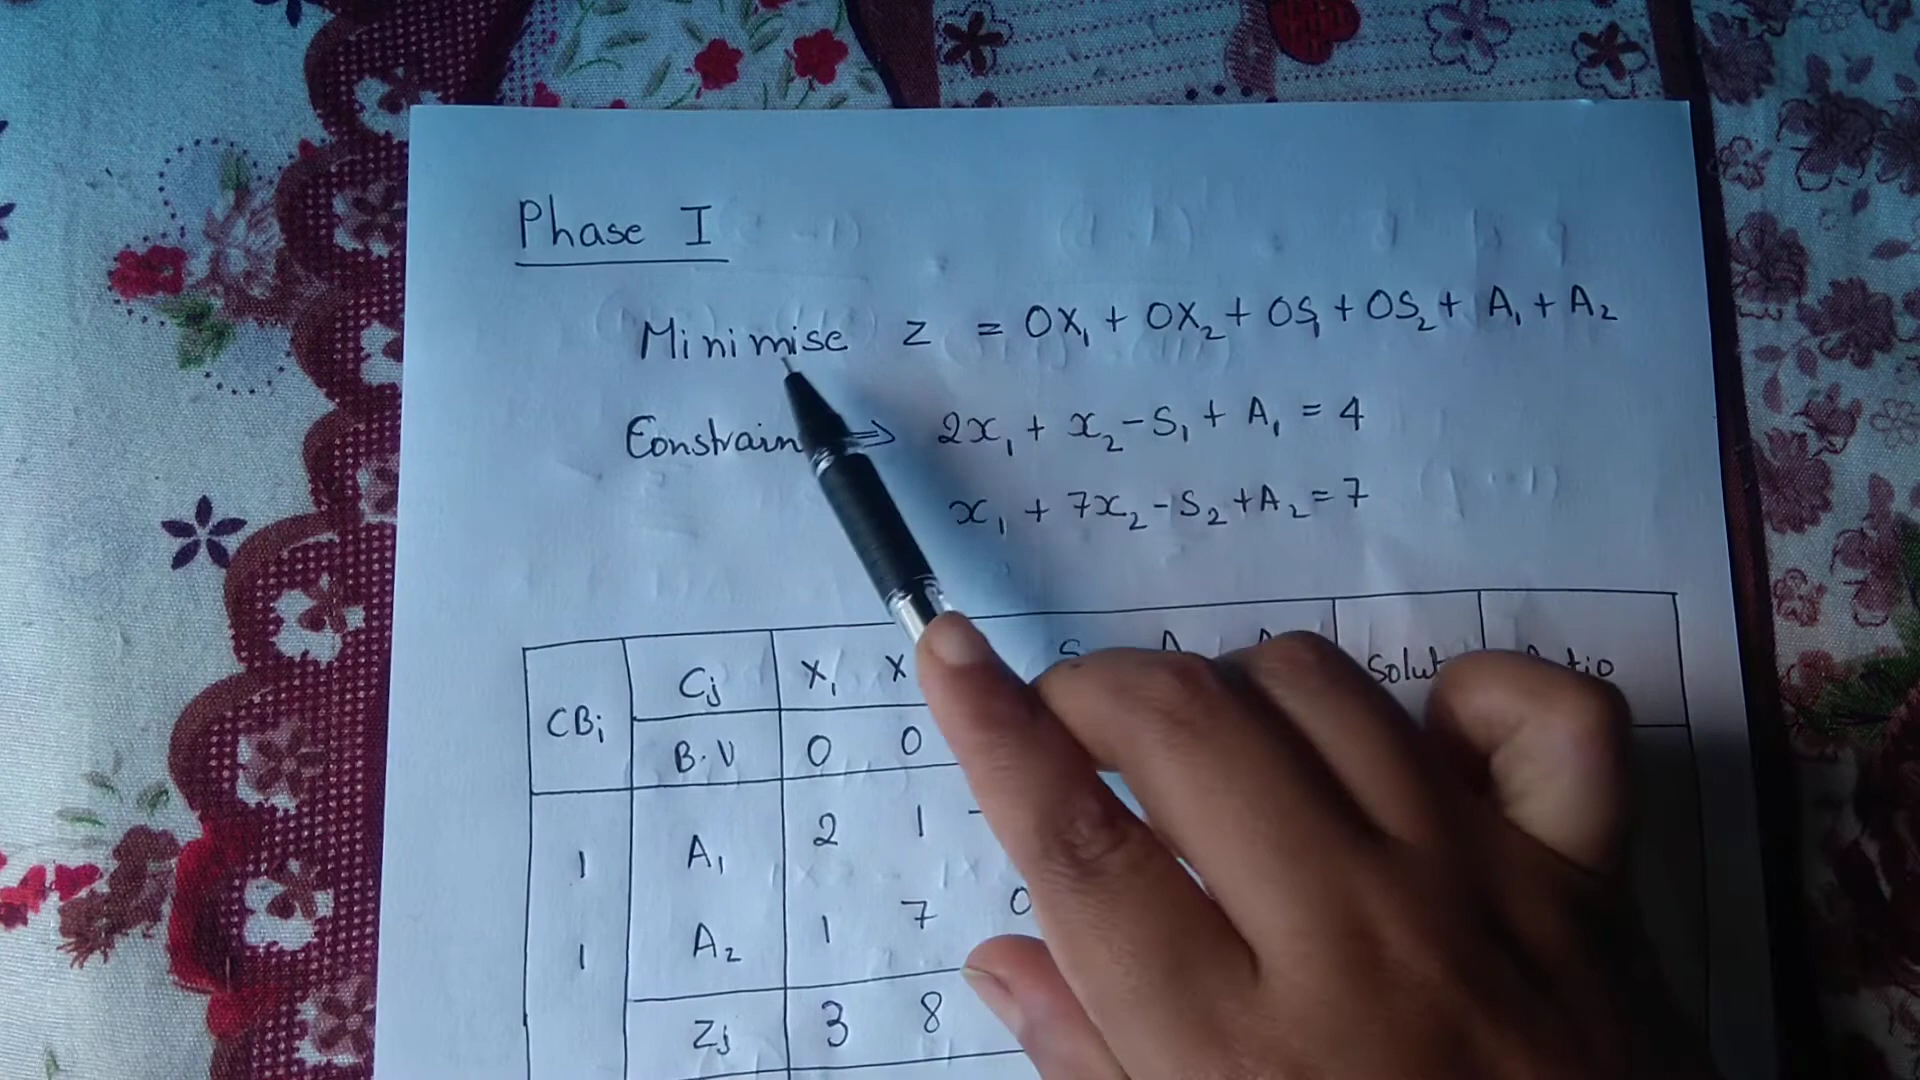 Phase I
Minimise z = 0X₁ + 0X₂ + 0S₁ + 0S₂ + A₁ + A₂
Constrain ⇒ 2x₁ + x₂ - S₁ + A₁ = 4
x₁ + 7x₂ - S₂ + A₂ = 7
CBᵢ Cj X₁ X
B.V 0 0
1 A₁ 2 1 -
1 A₂ 1 7 0
Zj 3 8